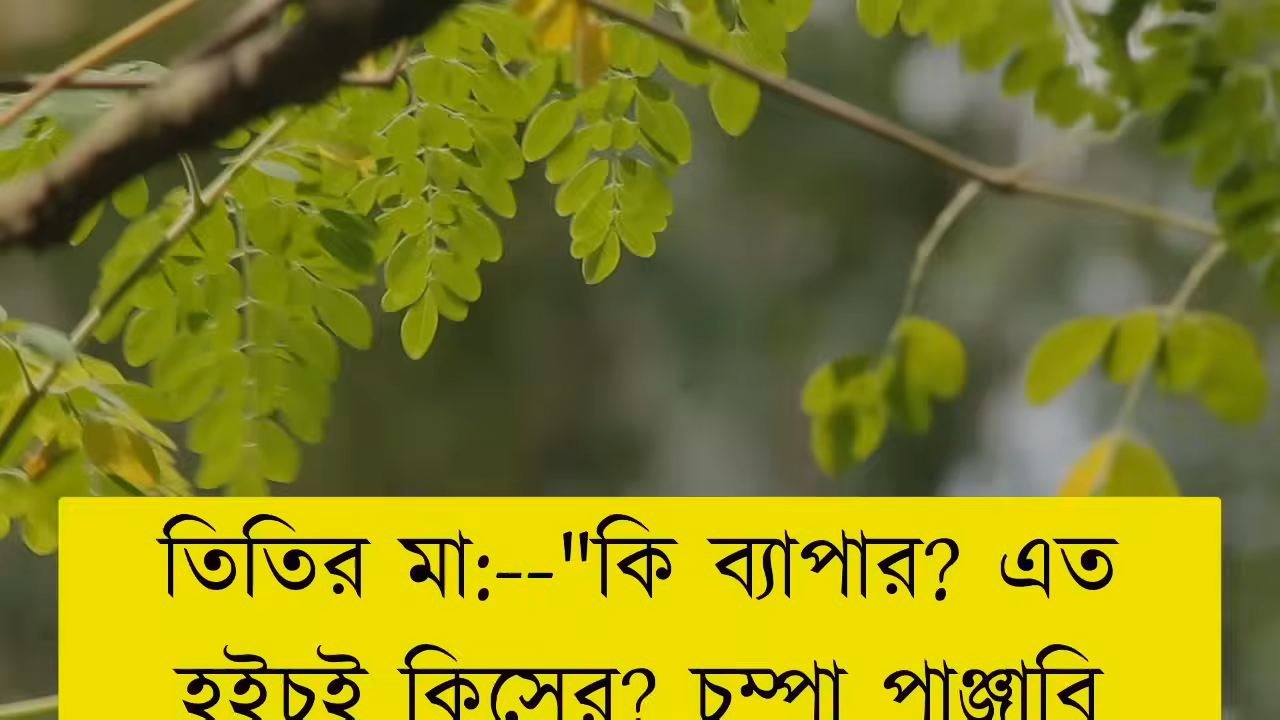 তিতির মা:--"কি ব্যাপার? এত
হইচই কিসের? চম্পা পাঞ্জাবি